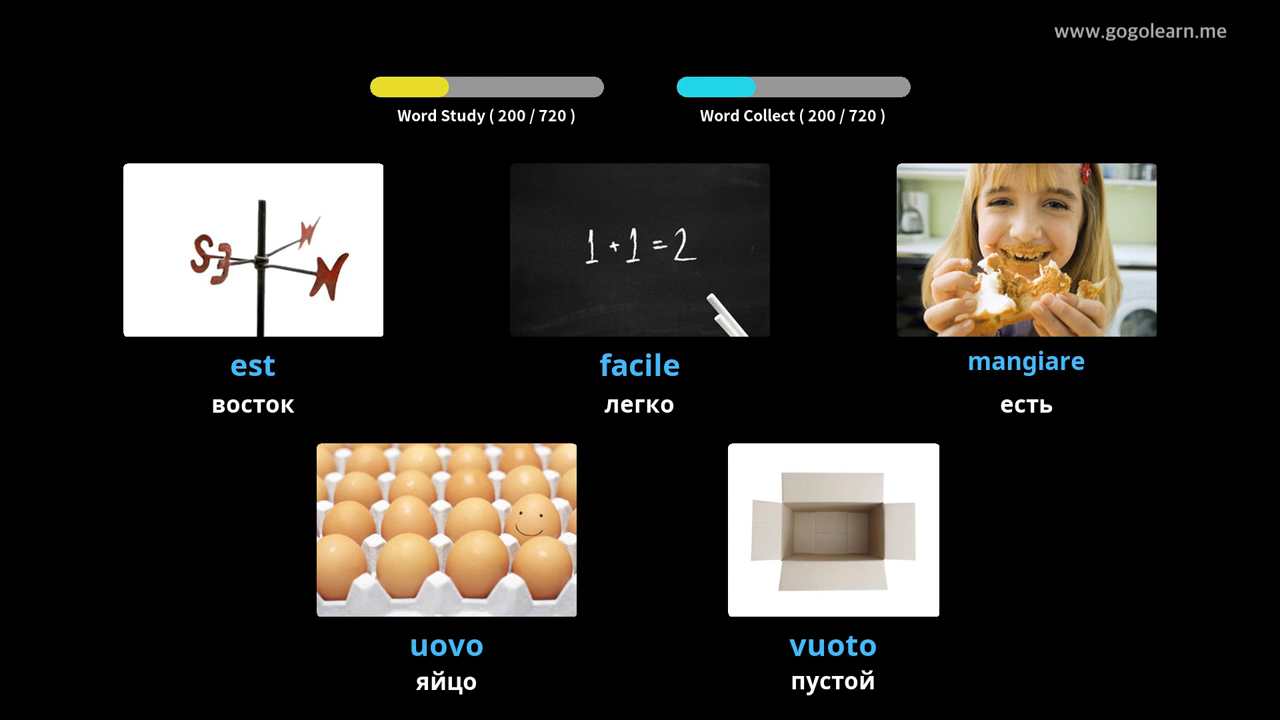 www.gogolearn.me
Word Study ( 200 / 720 )
Word Collect ( 200 / 720 )
S E N W
1 + 1 = 2
est
facile
mangiare
восток
легко
есть
uovo
vuoto
яйцо
пустой